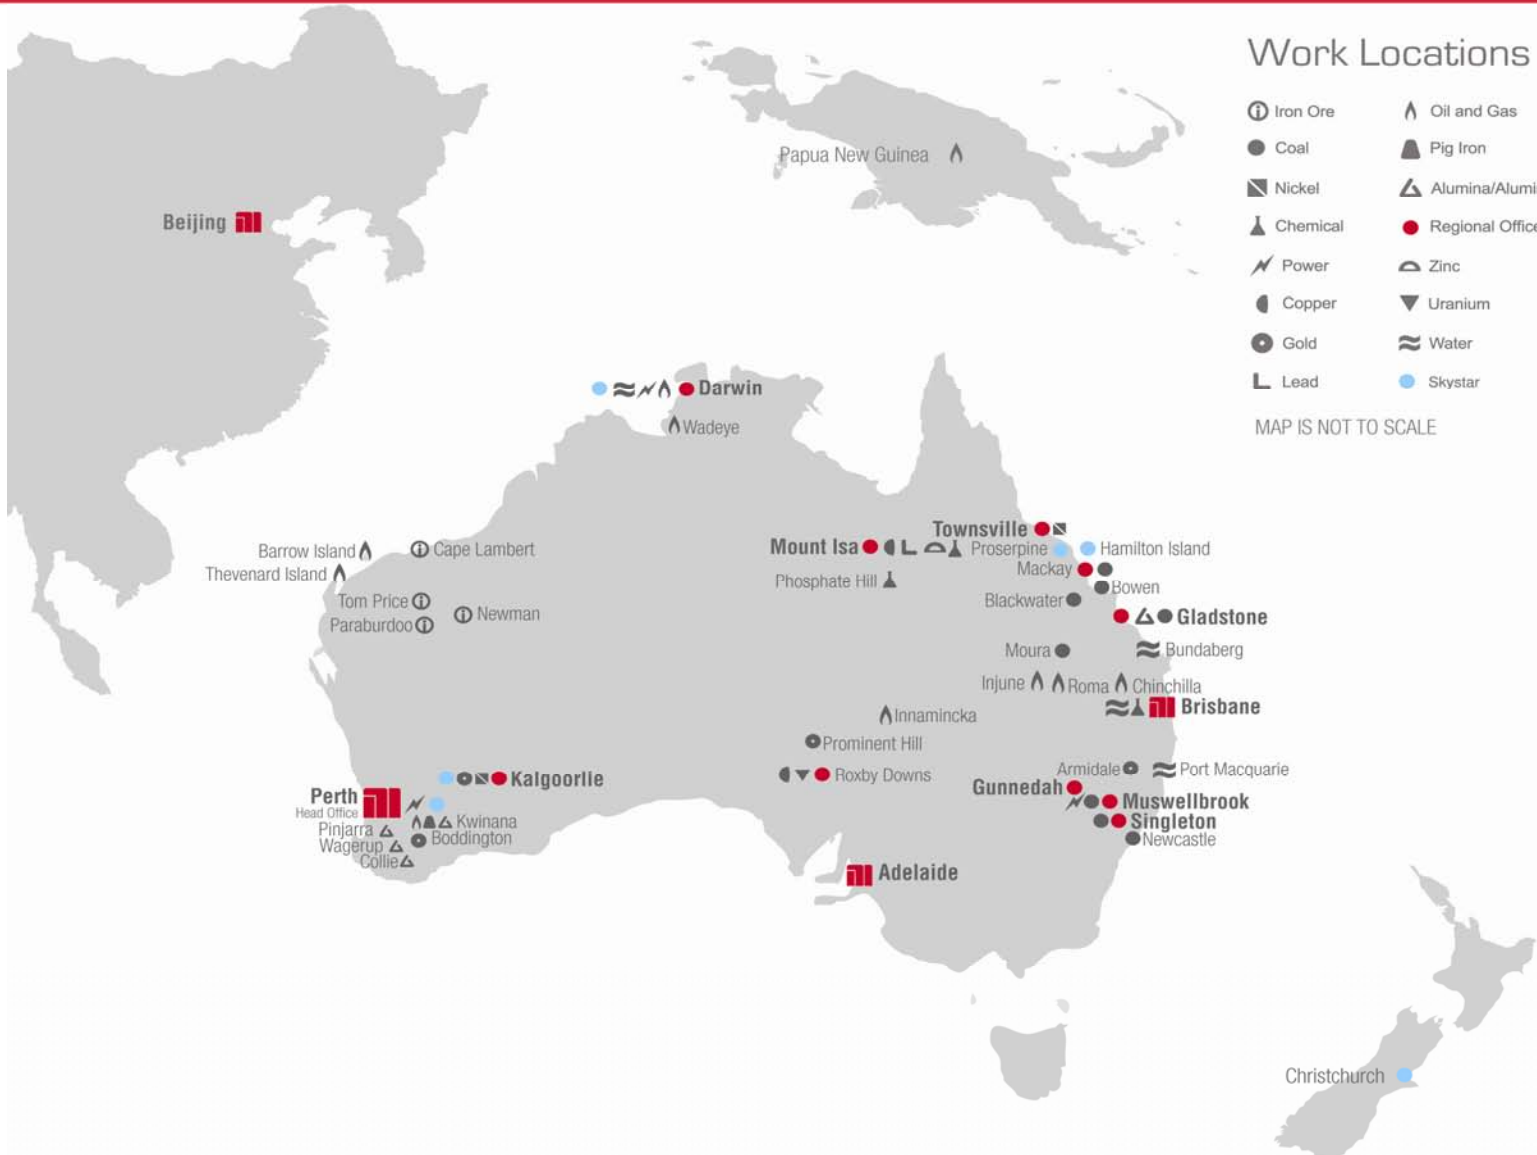 Work Locations
Iron Ore
Oil and Gas
Coal
Pig Iron
Nickel
Alumina/Alumi
Chemical
Regional Office
Power
Zinc
Copper
Uranium
Gold
Water
Lead
Skystar
MAP IS NOT TO SCALE
Papua New Guinea
Beijing
Darwin
Wadeye
Townsville
Mount Isa
Proserpine
Hamilton Island
Barrow Island
Cape Lambert
Thevenard Island
Phosphate Hill
Mackay
Bowen
Blackwater
Tom Price
Newman
Paraburdoo
Gladstone
Moura
Bundaberg
Injune
Roma
Chinchilla
Brisbane
Innamincka
Prominent Hill
Roxby Downs
Armidale
Port Macquarie
Gunnedah
Muswellbrook
Singleton
Newcastle
Kalgoorlie
Perth
Head Office
Pinjarra
Kwinana
Wagerup
Boddington
Collie
Adelaide
Christchurch